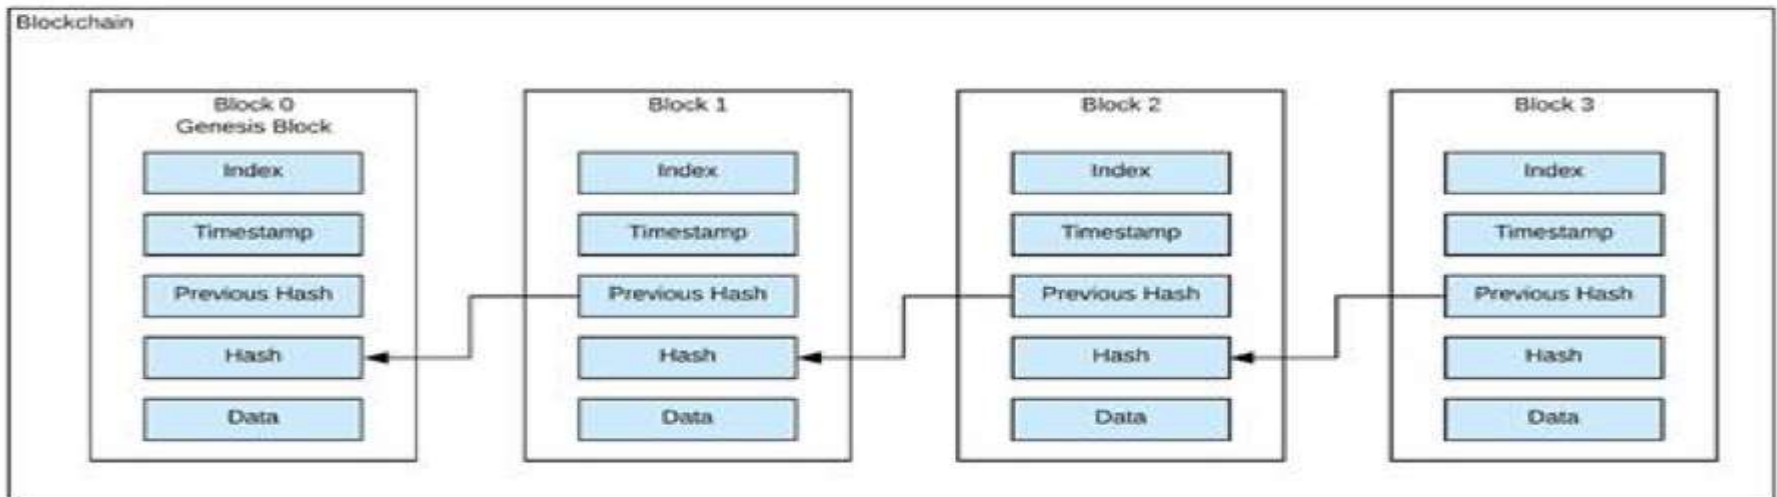 Blockchain
Block 0
Genesis Block
Index
Timestamp
Previous Hash
Hash
Data
Block 1
Index
Timestamp
Previous Hash
Hash
Data
Block 2
Index
Timestamp
Previous Hash
Hash
Data
Block 3
Index
Timestamp
Previous Hash
Hash
Data